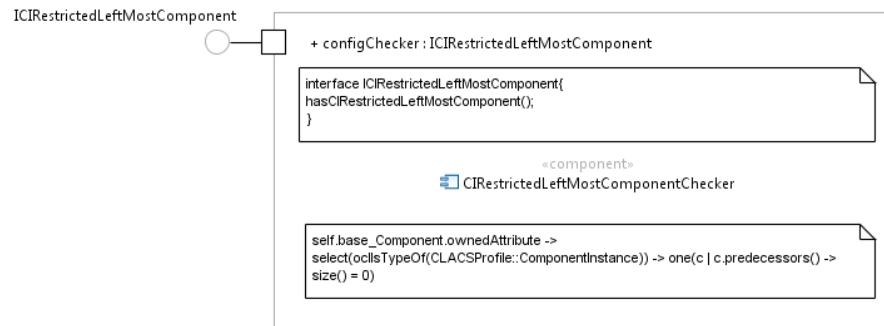 ICIRestrictedLeftMostComponent
+ configChecker : ICIRestrictedLeftMostComponent
interface ICIRestrictedLeftMostComponent{
hasCIRestrictedLeftMostComponent();
}
«component»
CIRestrictedLeftMostComponentChecker
self.base_Component.ownedAttribute ->
select(oclIsTypeOf(CLACSProfile::ComponentInstance)) -> one(c | c.predecessors() ->
size() = 0)